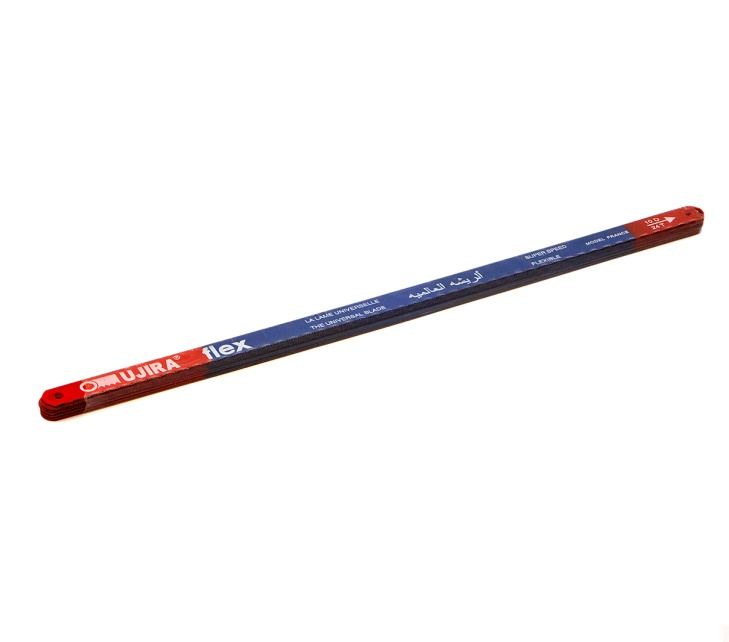 UJIRA®
flex
LA LAME UNIVERSELLE
THE UNIVERSAL BLADE
الريشه العالميه
SUPER SPEED
FLEXIBLE
MODEL FRANCE
24 T